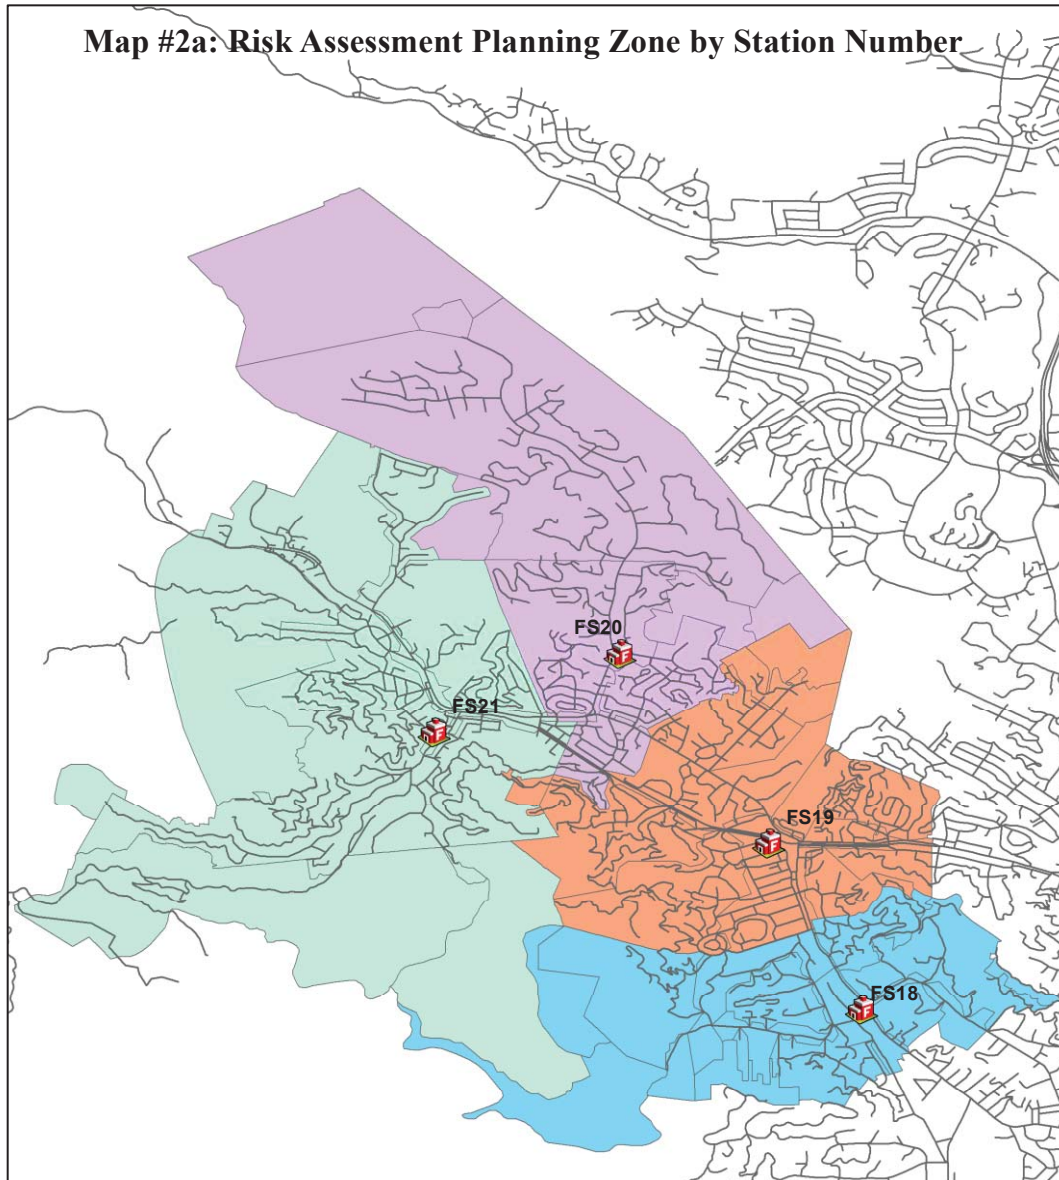 Map #2a: Risk Assessment Planning Zone by Station Number
FS20
F
FS21
F
FS19
F
FS18
F